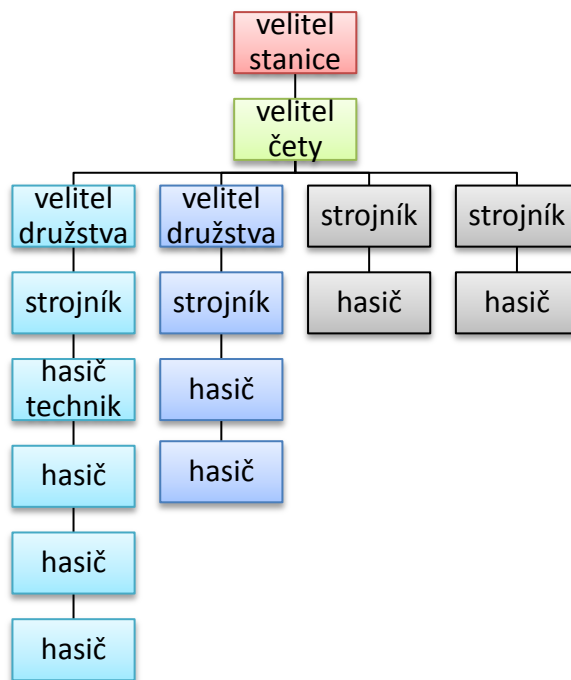 velitel
stanice
velitel
čety
velitel
družstva
strojník
hasič
technik
hasič
hasič
hasič
velitel
družstva
strojník
hasič
hasič
strojník
hasič
strojník
hasič